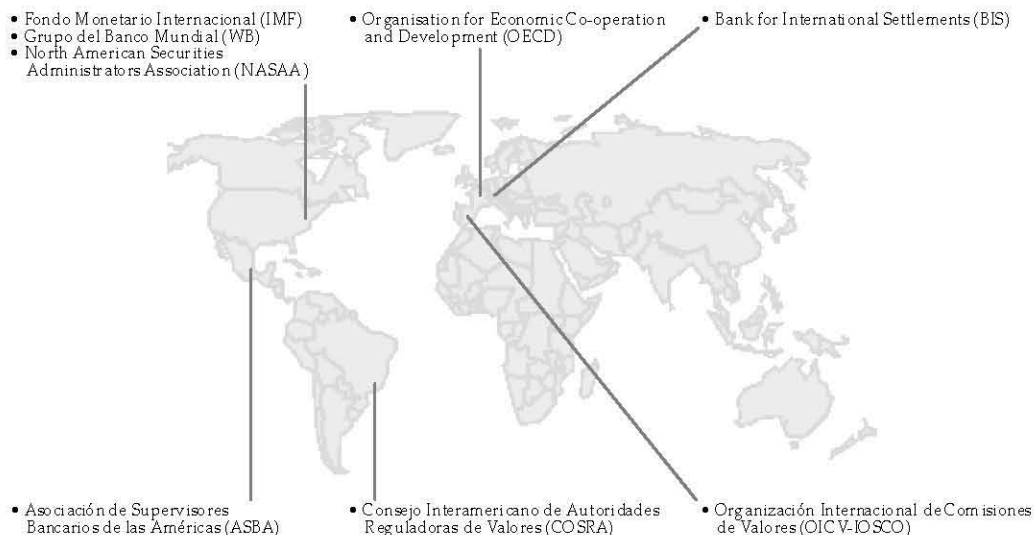 • Fondo Monetario Internacional (IMF)
• Grupo del Banco Mundial (WB)
• North American Securities
Administrators Association (NASAA)
• Organisation for Economic Co-operation
and Development (OECD)
• Bank for International Settlements (BIS)
• Asociación de Supervisores
Bancarios de las Américas (ASBA)
• Consejo Interamericano de Autoridades
Reguladoras de Valores (COSRA)
• Organización Internacional de Comisiones
de Valores (OICV-IOSCO)